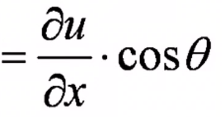 = ∂u/∂x · cosθ